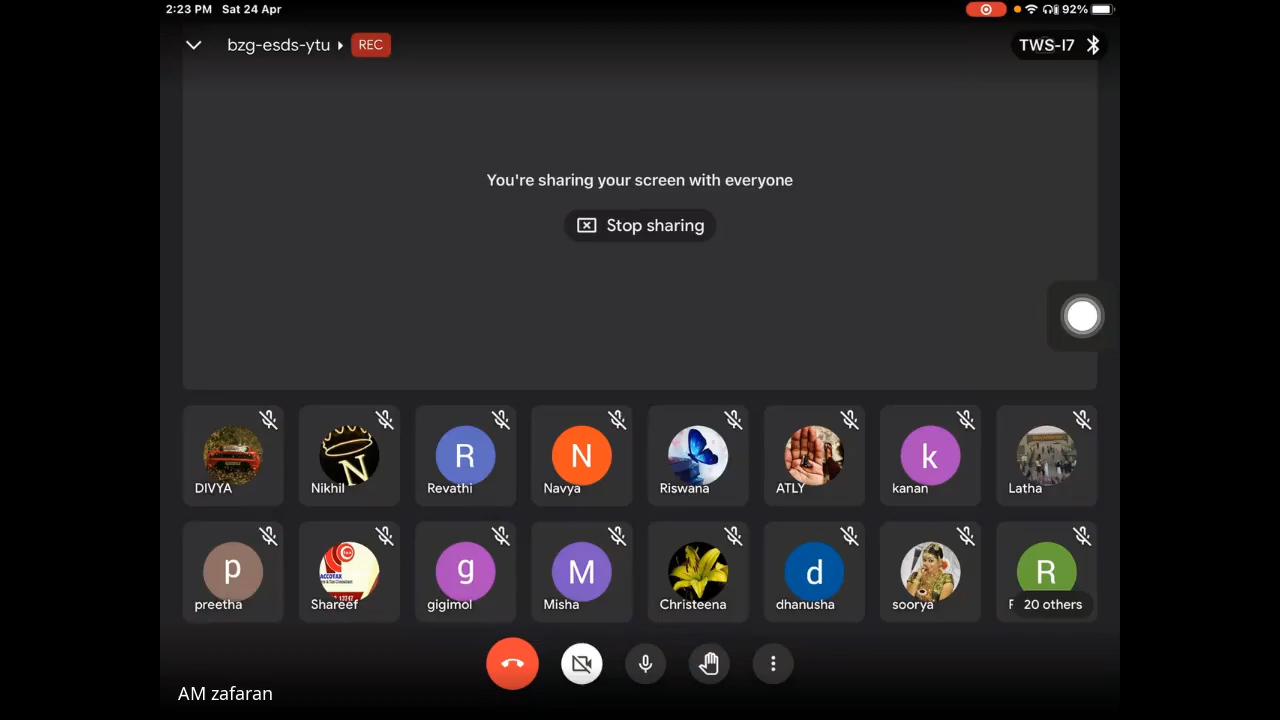 2:23 PM Sat 24 Apr
92%
bzg-esds-ytu
REC
TWS-I7
You're sharing your screen with everyone
Stop sharing
N
R
N
k
DIVYA
Nikhil
Revathi
Navya
Riswana
ATLY
kanan
Latha
p
ACCOTAX
g
M
d
R
preetha
Shareef
gigimol
Misha
Christeena
dhanusha
soorya
20 others
AM zafaran